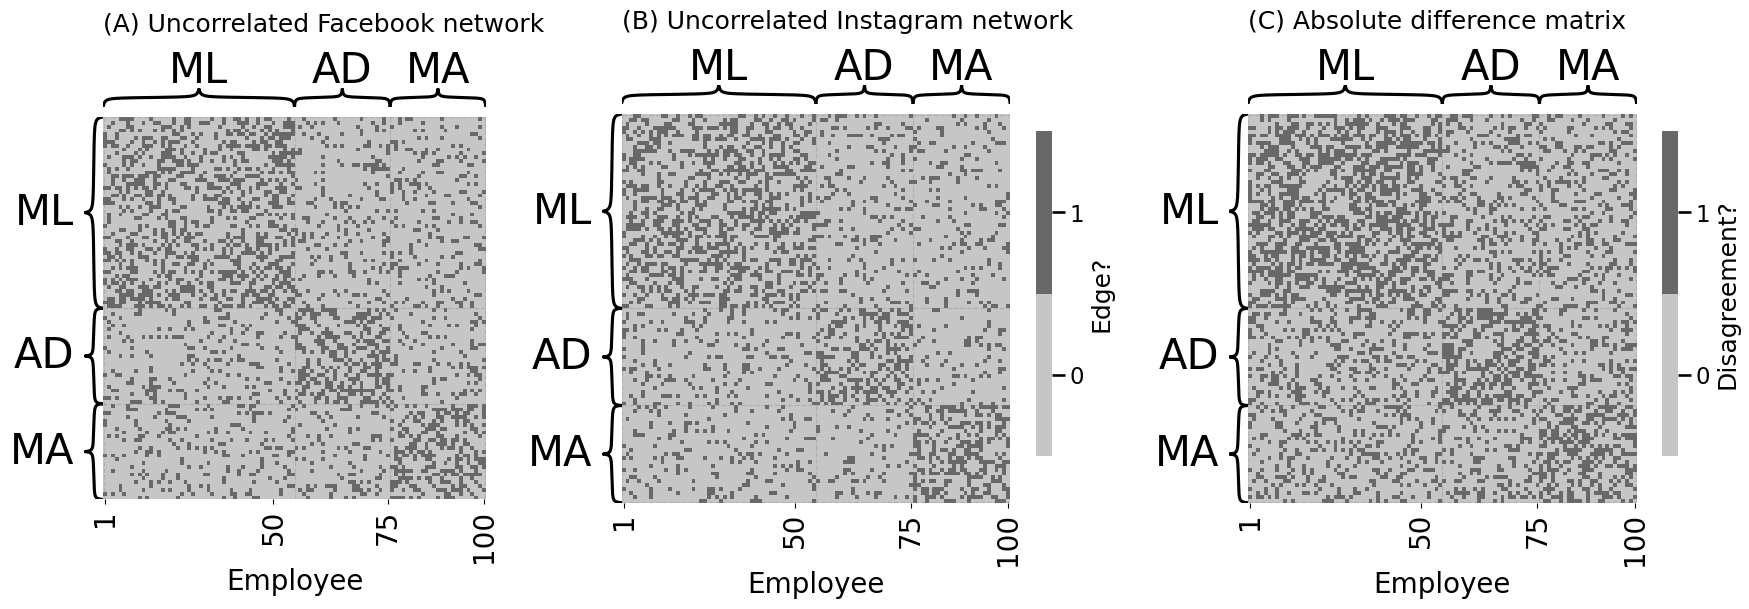 (A) Uncorrelated Facebook network
ML AD MA
ML
AD
MA
1 50 75 100
Employee
(B) Uncorrelated Instagram network
ML AD MA
ML
AD
MA
1 50 75 100
Employee
1
0
Edge?
(C) Absolute difference matrix
ML AD MA
ML
AD
MA
1 50 75 100
Employee
1
0
Disagreement?